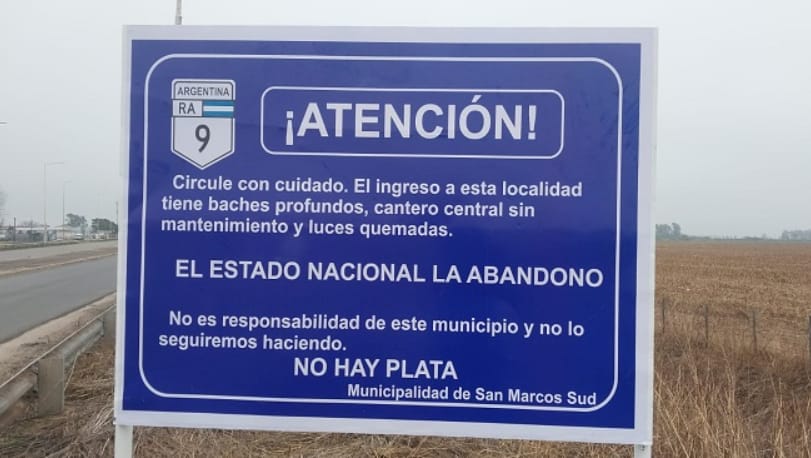 ARGENTINA
RA
9
¡ATENCIÓN!
Circule con cuidado. El ingreso a esta localidad
tiene baches profundos, cantero central sin
mantenimiento y luces quemadas.
EL ESTADO NACIONAL LA ABANDONO
No es responsabilidad de este municipio y no lo
seguiremos haciendo.
NO HAY PLATA
Municipalidad de San Marcos Sud